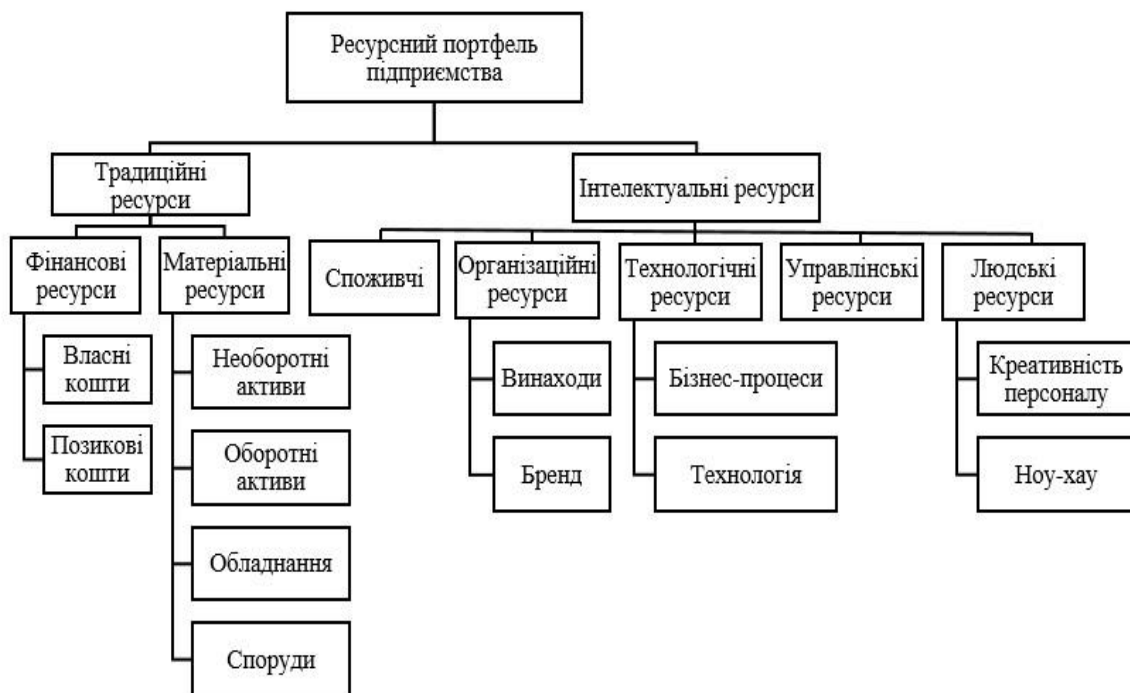 Ресурсний портфель
підприємства
Традиційні
ресурси
Інтелектуальні ресурси
Фінансові
ресурси
Матеріальні
ресурси
Споживчі
Організаційні
ресурси
Технологічні
ресурси
Управлінські
ресурси
Людські
ресурси
Власні
кошти
Позикові
кошти
Необоротні
активи
Оборотні
активи
Обладнання
Споруди
Винаходи
Бренд
Бізнес-процеси
Технологія
Креативність
персоналу
Ноу-хау